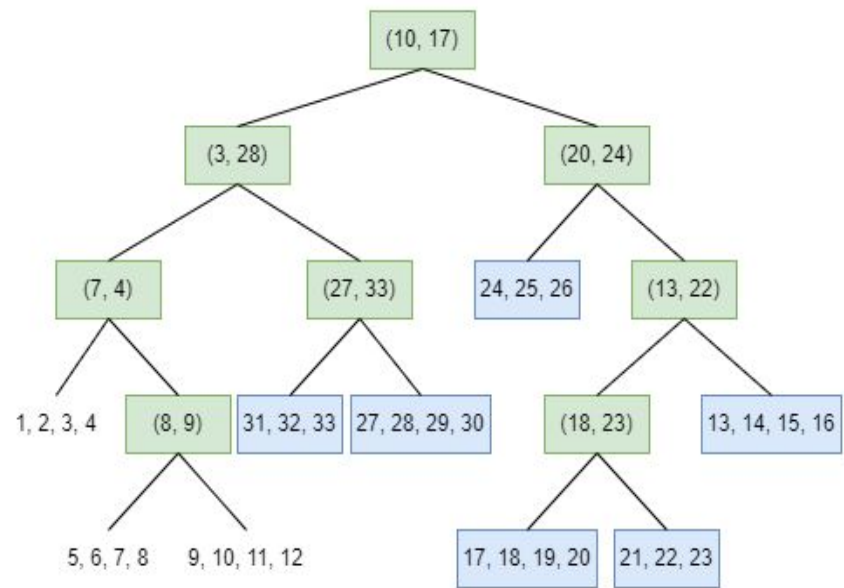 (10, 17)
(3, 28)
(20, 24)
(7, 4)
(27, 33)
24, 25, 26
(13, 22)
1, 2, 3, 4
(8, 9)
31, 32, 33
27, 28, 29, 30
(18, 23)
13, 14, 15, 16
5, 6, 7, 8
9, 10, 11, 12
17, 18, 19, 20
21, 22, 23